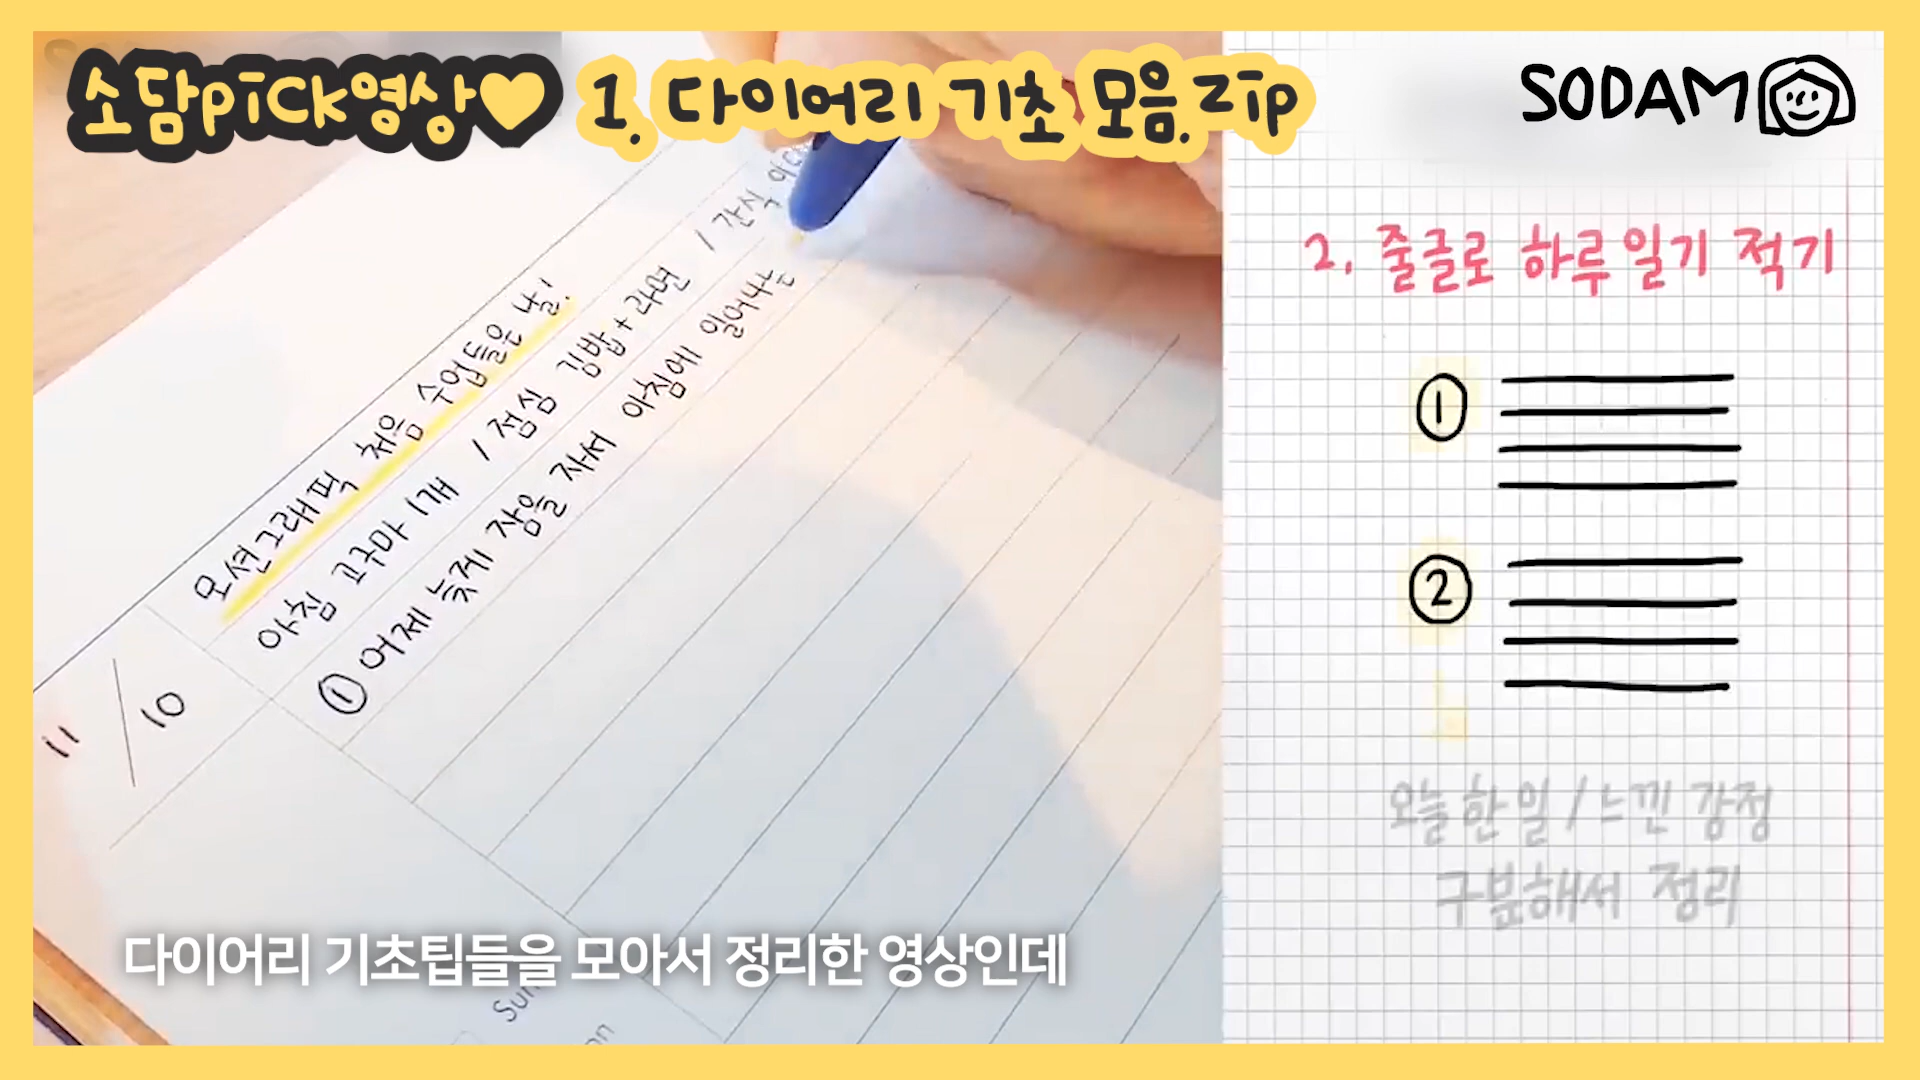 소담pick영상♥ 1. 다이어리 기초 모음.zip
SODAM
오션그래픽 처음 수업들은 날!
아침 고구마 1개 / 점심 김밥+라면 / 간식
① 어제 늦게 잠을 자서 아침에 일어나는
11/10
2. 줄글로 하루일기 적기
①
②
오늘 한 일 / 느낀 감정
구분해서 정리
다이어리 기초팁들을 모아서 정리한 영상인데